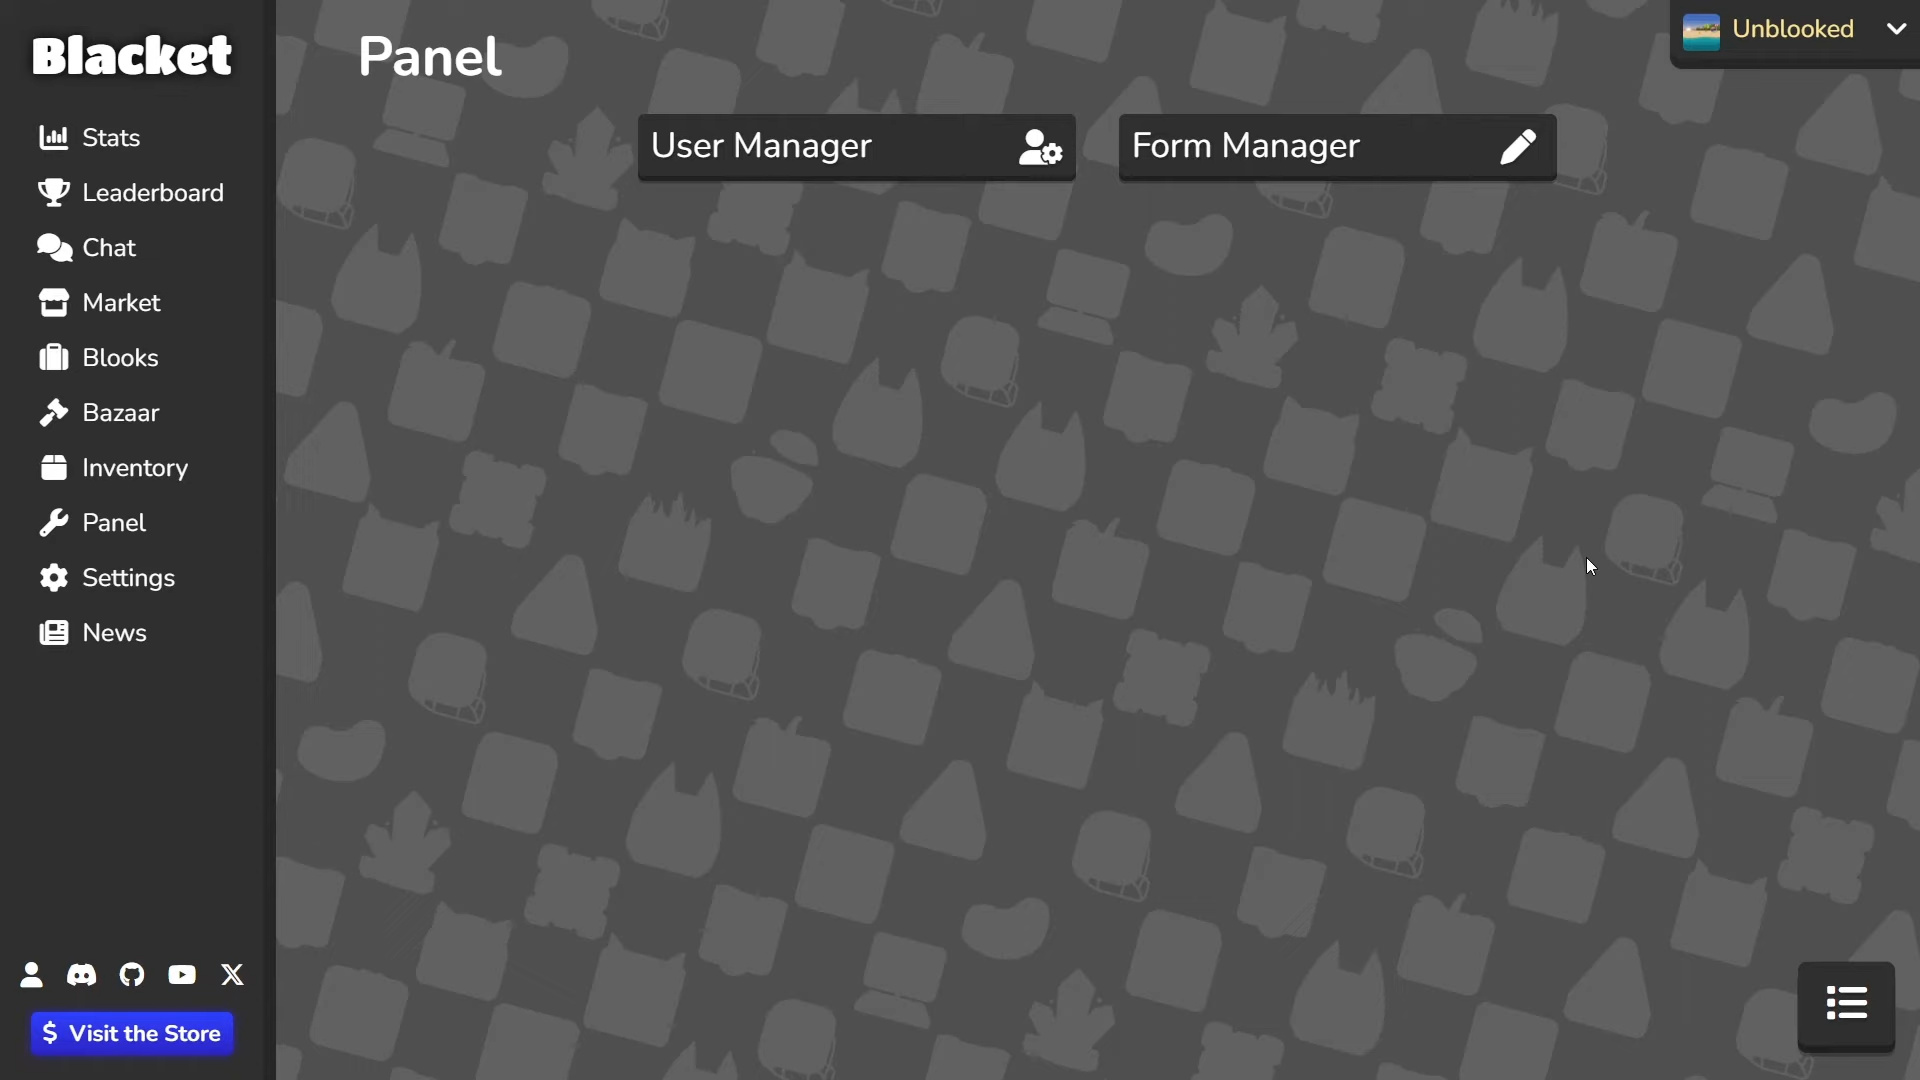 Blacket
Panel
Unblooked
User Manager
Form Manager
Stats
Leaderboard
Chat
Market
Blooks
Bazaar
Inventory
Panel
Settings
News
$ Visit the Store